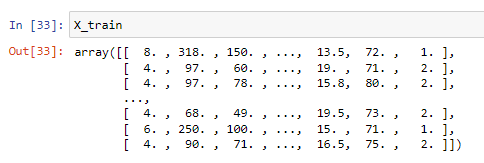 In [33]: X_train
Out[33]: array([[ 8. , 318. , 150. , ..., 13.5, 72. , 1. ],
[ 4. , 97. , 60. , ..., 19. , 71. , 2. ],
[ 4. , 97. , 78. , ..., 15.8, 80. , 2. ],
...,
[ 4. , 68. , 49. , ..., 19.5, 73. , 2. ],
[ 6. , 250. , 100. , ..., 15. , 71. , 1. ],
[ 4. , 90. , 71. , ..., 16.5, 75. , 2. ]])